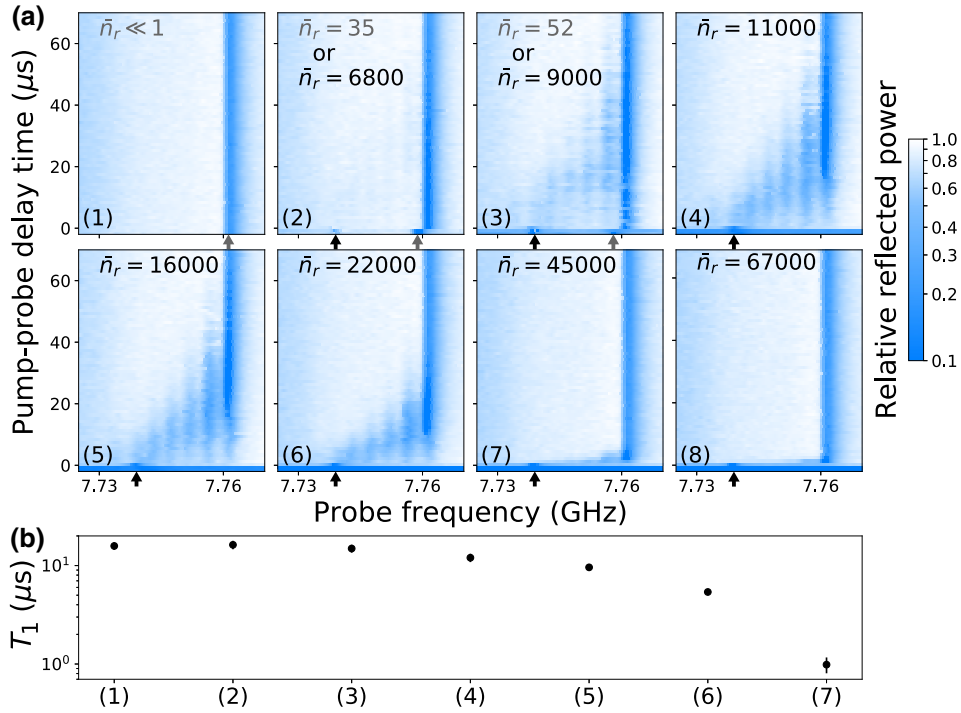 (a)
Pump-probe delay time (μs)
60
40
20
0
n̄ᵣ ≪ 1
(1)
n̄ᵣ = 35
or
n̄ᵣ = 6800
(2)
n̄ᵣ = 52
or
n̄ᵣ = 9000
(3)
n̄ᵣ = 11000
(4)
60
40
20
0
n̄ᵣ = 16000
(5)
n̄ᵣ = 22000
(6)
n̄ᵣ = 45000
(7)
n̄ᵣ = 67000
(8)
7.73 7.76 7.73 7.76 7.73 7.76 7.73 7.76
Probe frequency (GHz)
Relative reflected power
1.0
0.8
0.6
0.4
0.3
0.2
0.1
(b)
T₁ (μs)
10¹
10⁰
(1) (2) (3) (4) (5) (6) (7)